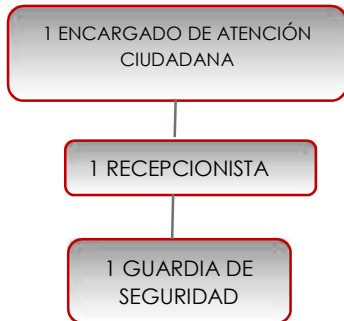 1 ENCARGADO DE ATENCIÓN
CIUDADANA
1 RECEPCIONISTA
1 GUARDIA DE
SEGURIDAD